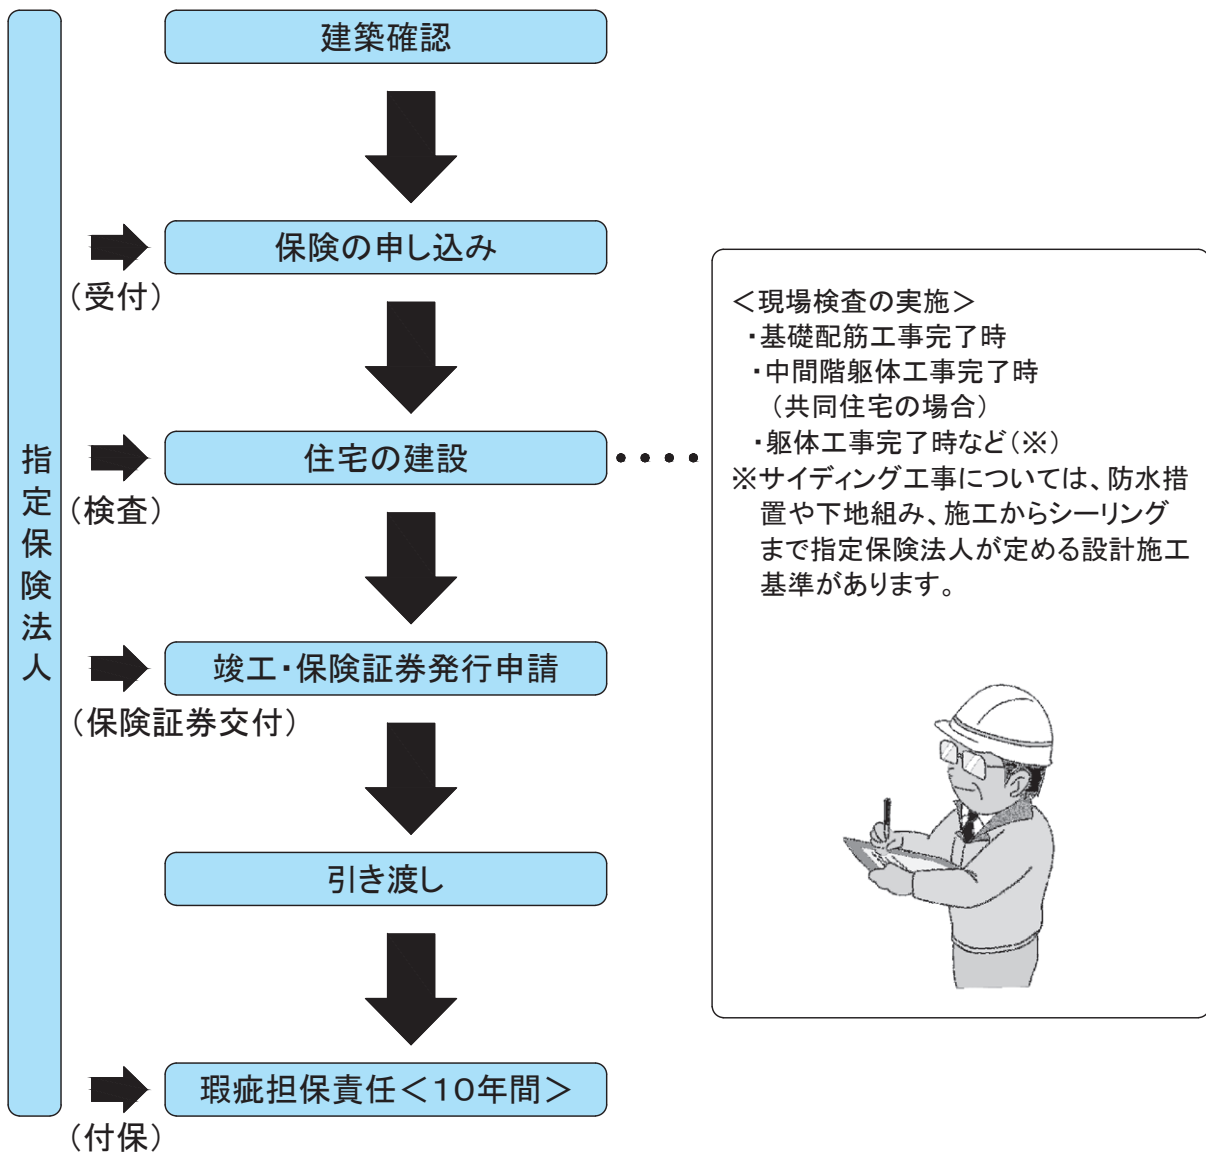 指定保険法人
建築確認
保険の申し込み
(受付)
住宅の建設
(検査)
竣工・保険証券発行申請
(保険証券交付)
引き渡し
瑕疵担保責任<10年間>
(付保)
<現場検査の実施>
・基礎配筋工事完了時
・中間階躯体工事完了時
(共同住宅の場合)
・躯体工事完了時など(※)
※サイディング工事については、防水措
置や下地組み、施工からシーリング
まで指定保険法人が定める設計施工
基準があります。